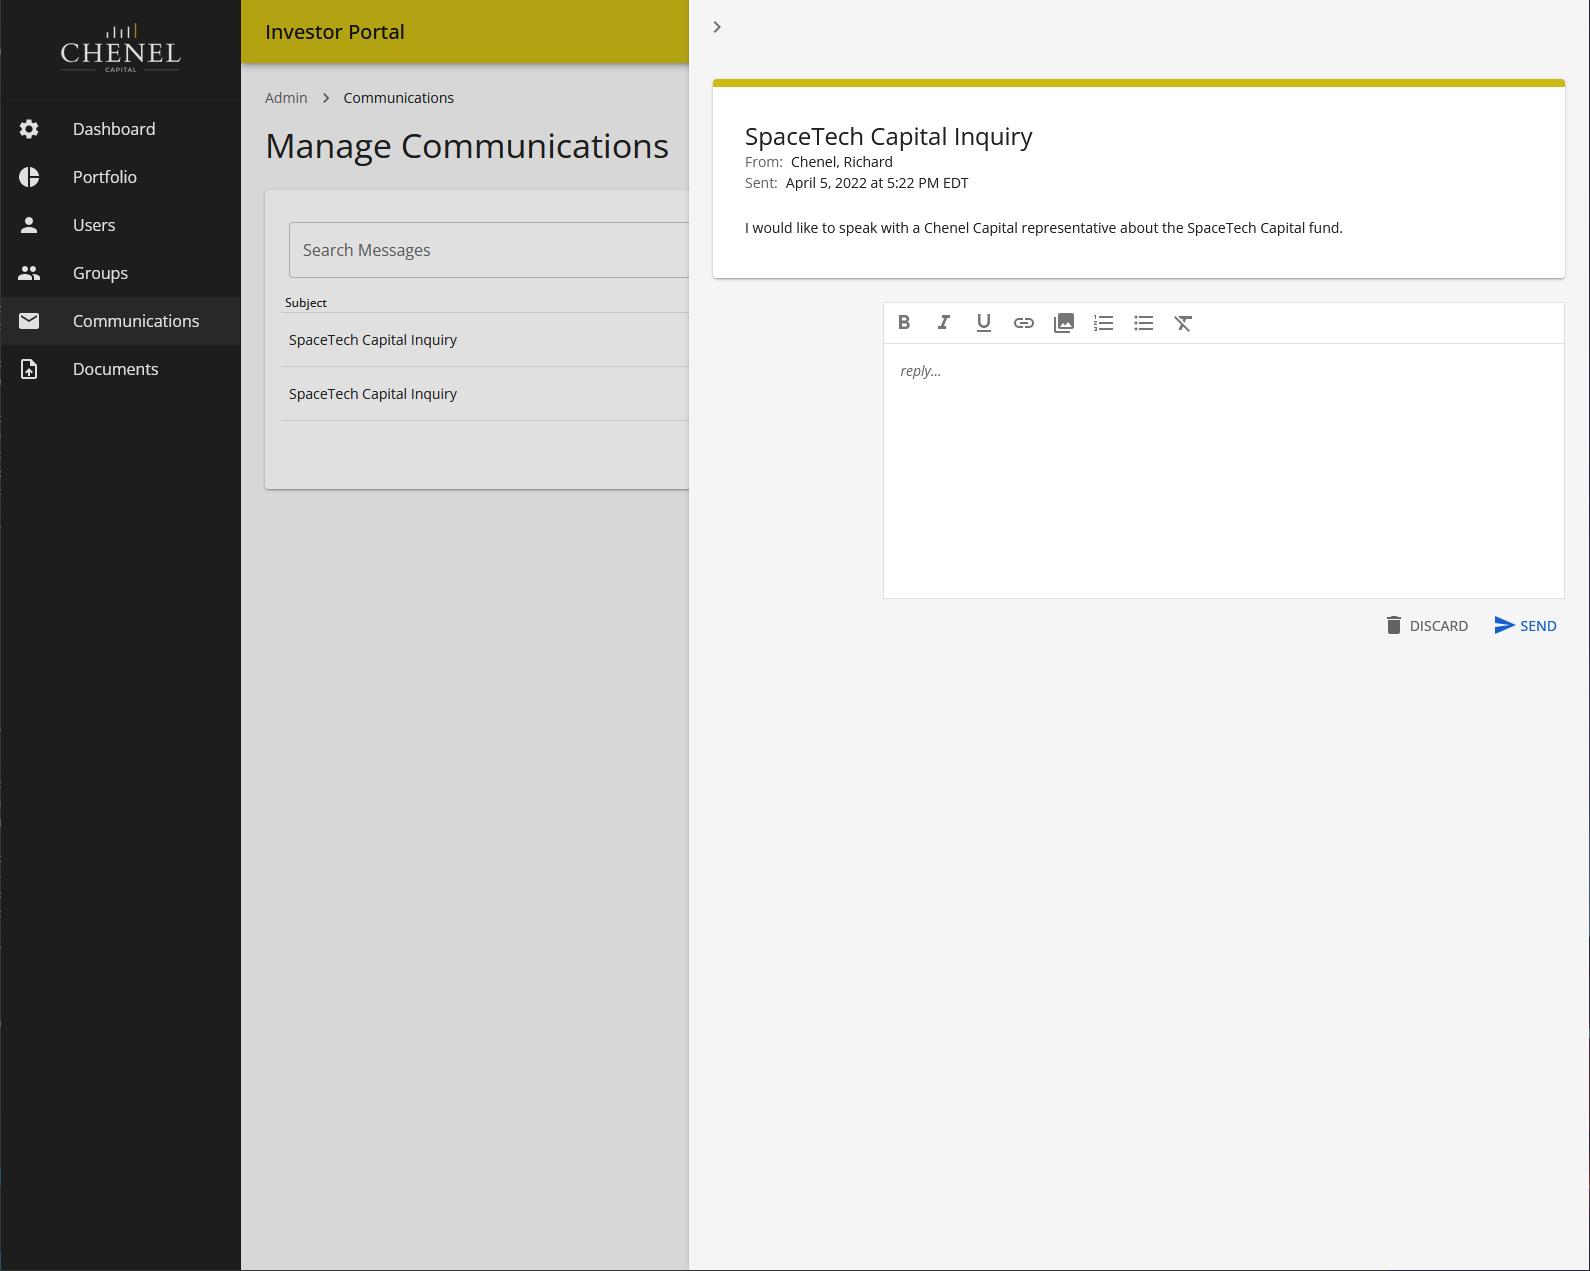 CHENEL
CAPITAL
Dashboard
Portfolio
Users
Groups
Communications
Documents
Investor Portal
Admin > Communications
Manage Communications
Search Messages
Subject
SpaceTech Capital Inquiry
SpaceTech Capital Inquiry
SpaceTech Capital Inquiry
From: Chenel, Richard
Sent: April 5, 2022 at 5:22 PM EDT
I would like to speak with a Chenel Capital representative about the SpaceTech Capital fund.
reply...
DISCARD SEND